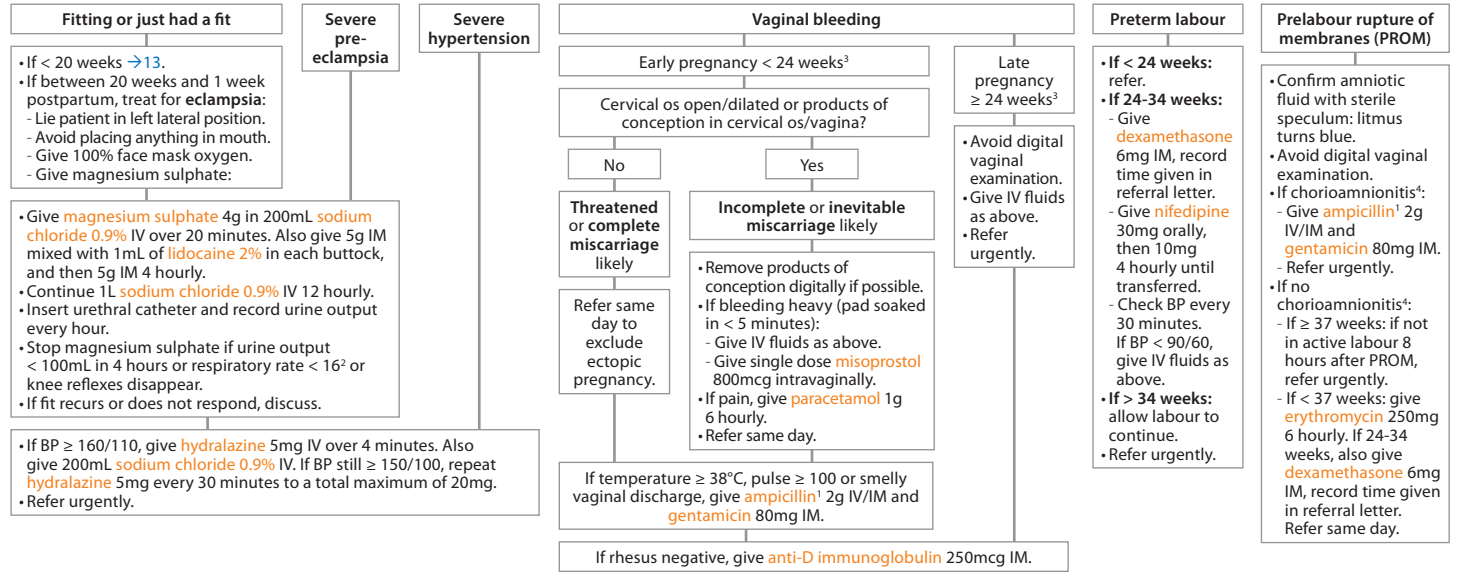 Fitting or just had a fit
• If < 20 weeks →13.
• If between 20 weeks and 1 week
postpartum, treat for eclampsia:
- Lie patient in left lateral position.
- Avoid placing anything in mouth.
- Give 100% face mask oxygen.
- Give magnesium sulphate:
Severe
pre-
eclampsia
Severe
hypertension
• Give magnesium sulphate 4g in 200mL sodium
chloride 0.9% IV over 20 minutes. Also give 5g IM
mixed with 1mL of lidocaine 2% in each buttock,
and then 5g IM 4 hourly.
• Continue 1L sodium chloride 0.9% IV 12 hourly.
• Insert urethral catheter and record urine output
every hour.
• Stop magnesium sulphate if urine output
< 100mL in 4 hours or respiratory rate < 16² or
knee reflexes disappear.
• If fit recurs or does not respond, discuss.
• If BP ≥ 160/110, give hydralazine 5mg IV over 4 minutes. Also
give 200mL sodium chloride 0.9% IV. If BP still ≥ 150/100, repeat
hydralazine 5mg every 30 minutes to a total maximum of 20mg.
• Refer urgently.
Vaginal bleeding
Early pregnancy < 24 weeks³
Cervical os open/dilated or products of
conception in cervical os/vagina?
No
Threatened
or complete
miscarriage
likely
Refer same
day to
exclude
ectopic
pregnancy.
Yes
Incomplete or inevitable
miscarriage likely
• Remove products of
conception digitally if possible.
• If bleeding heavy (pad soaked
in < 5 minutes):
- Give IV fluids as above.
- Give single dose misoprostol
800mcg intravaginally.
• If pain, give paracetamol 1g
6 hourly.
• Refer same day.
If temperature ≥ 38°C, pulse ≥ 100 or smelly
vaginal discharge, give ampicillin¹ 2g IV/IM and
gentamicin 80mg IM.
Late
pregnancy
≥ 24 weeks³
• Avoid digital
vaginal
examination.
• Give IV fluids
as above.
• Refer
urgently.
If rhesus negative, give anti-D immunoglobulin 250mcg IM.
Preterm labour
• If < 24 weeks:
refer.
• If 24-34 weeks:
- Give
dexamethasone
6mg IM, record
time given in
referral letter.
- Give nifedipine
30mg orally,
then 10mg
4 hourly until
transferred.
- Check BP every
30 minutes.
If BP < 90/60,
give IV fluids as
above.
• If > 34 weeks:
allow labour to
continue.
• Refer urgently.
Prelabour rupture of
membranes (PROM)
• Confirm amniotic
fluid with sterile
speculum: litmus
turns blue.
• Avoid digital vaginal
examination.
• If chorioamnionitis⁴:
- Give ampicillin¹ 2g
IV/IM and
gentamicin 80mg IM.
- Refer urgently.
• If no
chorioamnionitis⁴:
- If ≥ 37 weeks: if not
in active labour 8
hours after PROM,
refer urgently.
- If < 37 weeks: give
erythromycin 250mg
6 hourly. If 24-34
weeks, also give
dexamethasone 6mg
IM, record time given
in referral letter.
Refer same day.